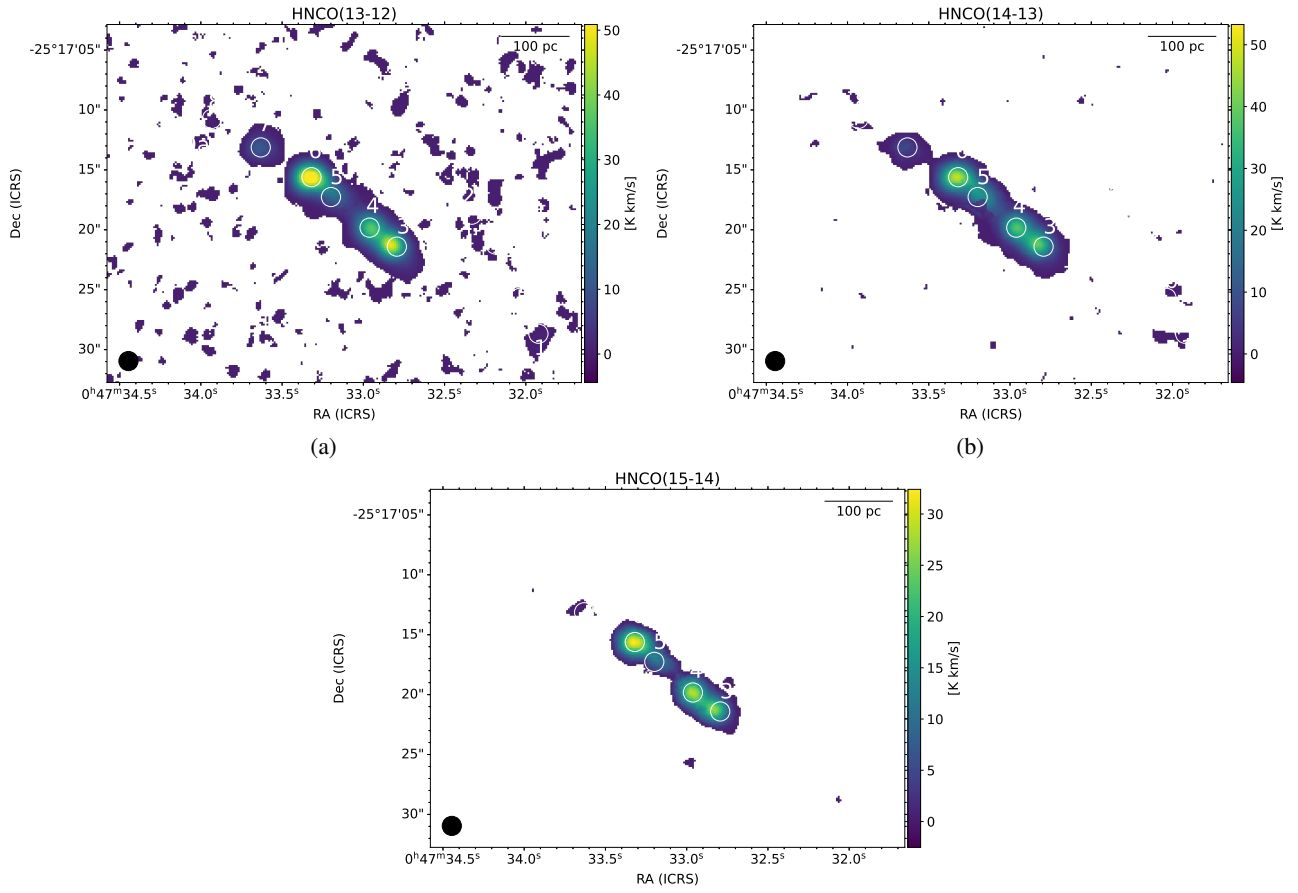 HNCO(13-12)
100 pc
-25°17'05"
10"
15"
20"
25"
30"
Dec (ICRS)
0h47m34.5s 34.0s 33.5s 33.0s 32.5s 32.0s
RA (ICRS)
5
4
3
1
50
40
30
20
10
0
[K km/s]
(a)
HNCO(14-13)
100 pc
-25°17'05"
10"
15"
20"
25"
30"
Dec (ICRS)
0h47m34.5s 34.0s 33.5s 33.0s 32.5s 32.0s
RA (ICRS)
5
4
3
50
40
30
20
10
0
[K km/s]
(b)
HNCO(15-14)
100 pc
-25°17'05"
10"
15"
20"
25"
30"
Dec (ICRS)
0h47m34.5s 34.0s 33.5s 33.0s 32.5s 32.0s
RA (ICRS)
5
4
3
30
25
20
15
10
5
0
[K km/s]